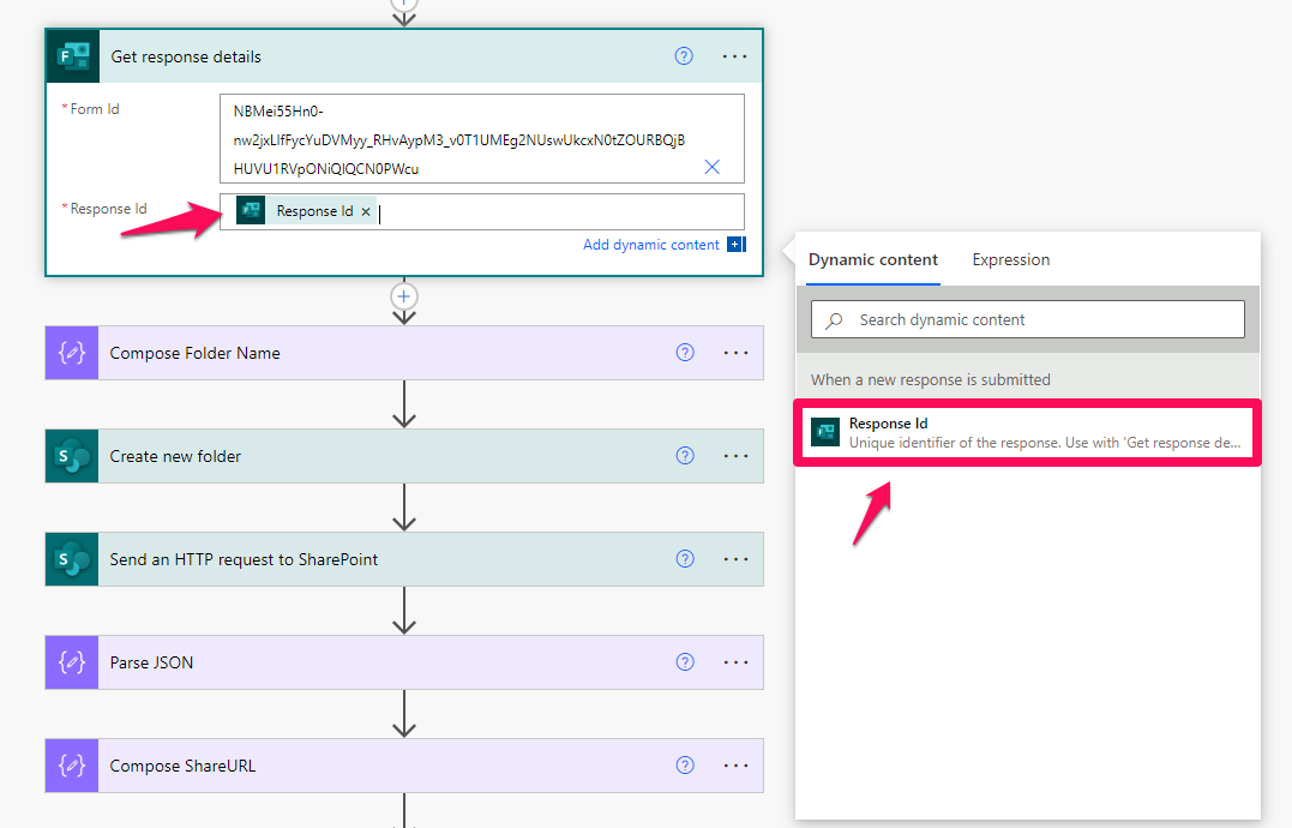 Get response details
* Form Id
NBMei55Hn0-
nw2jxLlfFycYuDVMyy_RHvAypM3_v0T1UMEg2NUswUkcxN0tZOURBQjB
HUVU1RVpONiQlQCN0PWcu
* Response Id
Response Id
Add dynamic content
Dynamic content Expression
Search dynamic content
When a new response is submitted
Response Id
Unique identifier of the response. Use with 'Get response de...
Compose Folder Name
Create new folder
Send an HTTP request to SharePoint
Parse JSON
Compose ShareURL